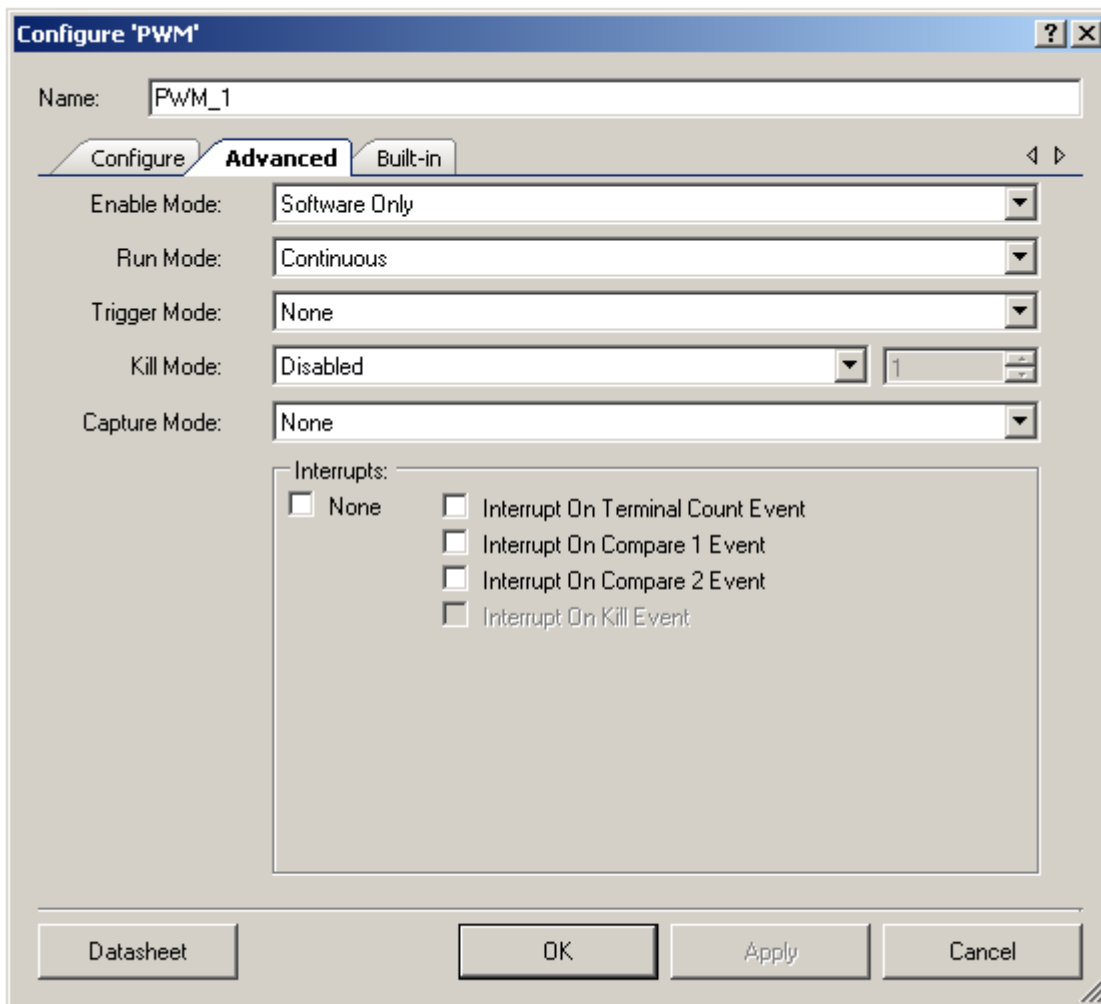 Configure 'PWM'
Name: PWM_1
Configure Advanced Built-in
Enable Mode: Software Only
Run Mode: Continuous
Trigger Mode: None
Kill Mode: Disabled 1
Capture Mode: None
Interrupts:
None Interrupt On Terminal Count Event
Interrupt On Compare 1 Event
Interrupt On Compare 2 Event
Interrupt On Kill Event
Datasheet OK Apply Cancel